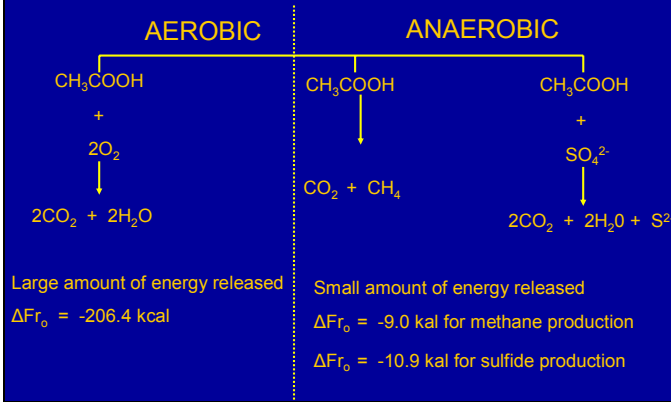 AEROBIC
CH₃COOH
+
2O₂
2CO₂ + 2H₂O
Large amount of energy released
ΔFrₒ = -206.4 kcal
ANAEROBIC
CH₃COOH
CO₂ + CH₄
CH₃COOH
+
SO₄²⁻
2CO₂ + 2H₂0 + S²
Small amount of energy released
ΔFrₒ = -9.0 kal for methane production
ΔFrₒ = -10.9 kal for sulfide production